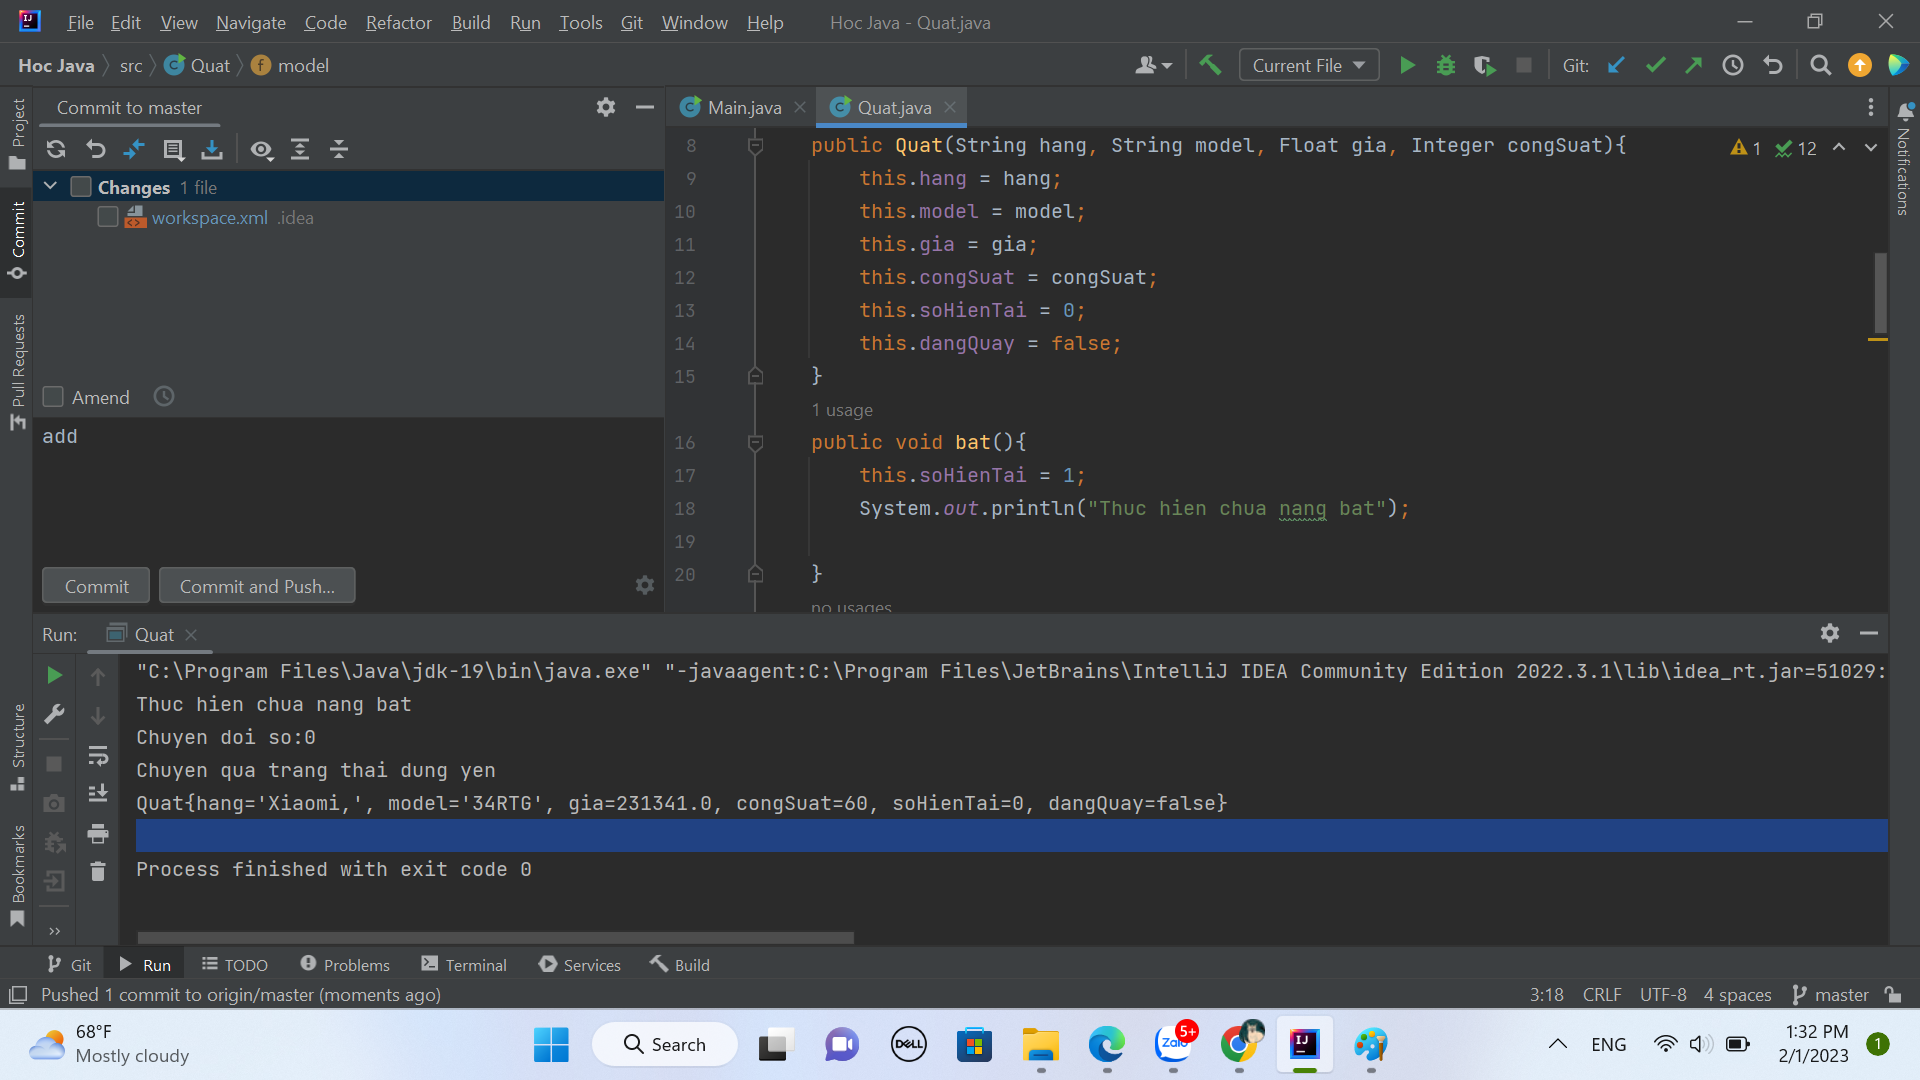 File Edit View Navigate Code Refactor Build Run Tools Git Window Help Hoc Java - Quat.java
Hoc Java src Quat model Current File Git:
Project
Commit
Pull Requests
Structure
Bookmarks
Notifications
Commit to master
Changes 1 file
workspace.xml .idea
Amend
add
Commit Commit and Push...
Main.java Quat.java
1 12
8 public Quat(String hang, String model, Float gia, Integer congSuat){
9 this.hang = hang;
10 this.model = model;
11 this.gia = gia;
12 this.congSuat = congSuat;
13 this.soHienTai = 0;
14 this.dangQuay = false;
15 }
1 usage
16 public void bat(){
17 this.soHienTai = 1;
18 System.out.println("Thuc hien chua nang bat");
19
20 }
no usages
Run: Quat
"C:\Program Files\Java\jdk-19\bin\java.exe" "-javaagent:C:\Program Files\JetBrains\IntelliJ IDEA Community Edition 2022.3.1\lib\idea_rt.jar=51029:
Thuc hien chua nang bat
Chuyen doi so:0
Chuyen qua trang thai dung yen
Quat{hang='Xiaomi,', model='34RTG', gia=231341.0, congSuat=60, soHienTai=0, dangQuay=false}
Process finished with exit code 0
Git Run TODO Problems Terminal Services Build
Pushed 1 commit to origin/master (moments ago) 3:18 CRLF UTF-8 4 spaces master
68°F
Mostly cloudy
Search
DELL
Zalo
5+
IJ
ENG
1:32 PM
2/1/2023
1